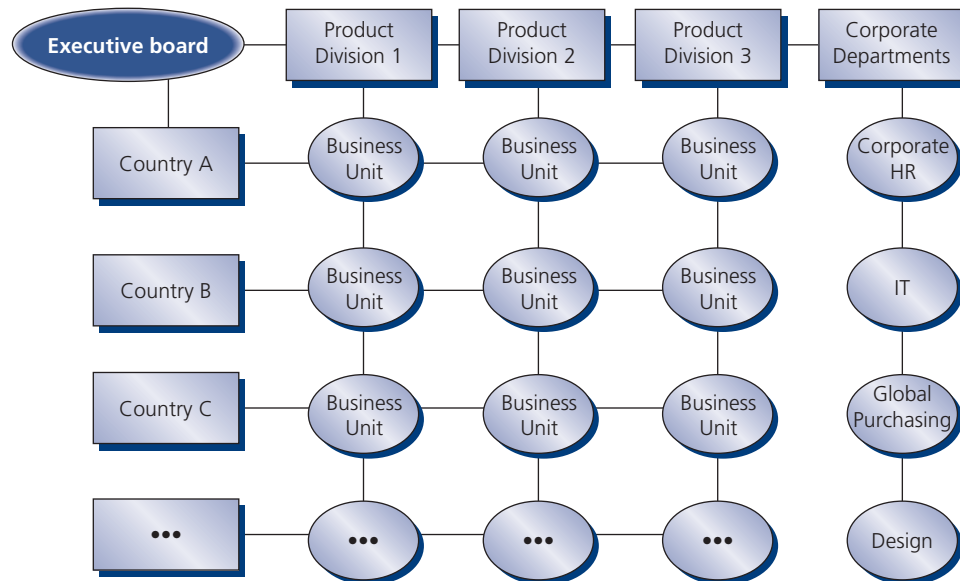 Executive board
Product
Division 1
Product
Division 2
Product
Division 3
Corporate
Departments
Country A
Business
Unit
Business
Unit
Business
Unit
Corporate
HR
Country B
Business
Unit
Business
Unit
Business
Unit
IT
Country C
Business
Unit
Business
Unit
Business
Unit
Global
Purchasing
•••
•••
•••
•••
Design